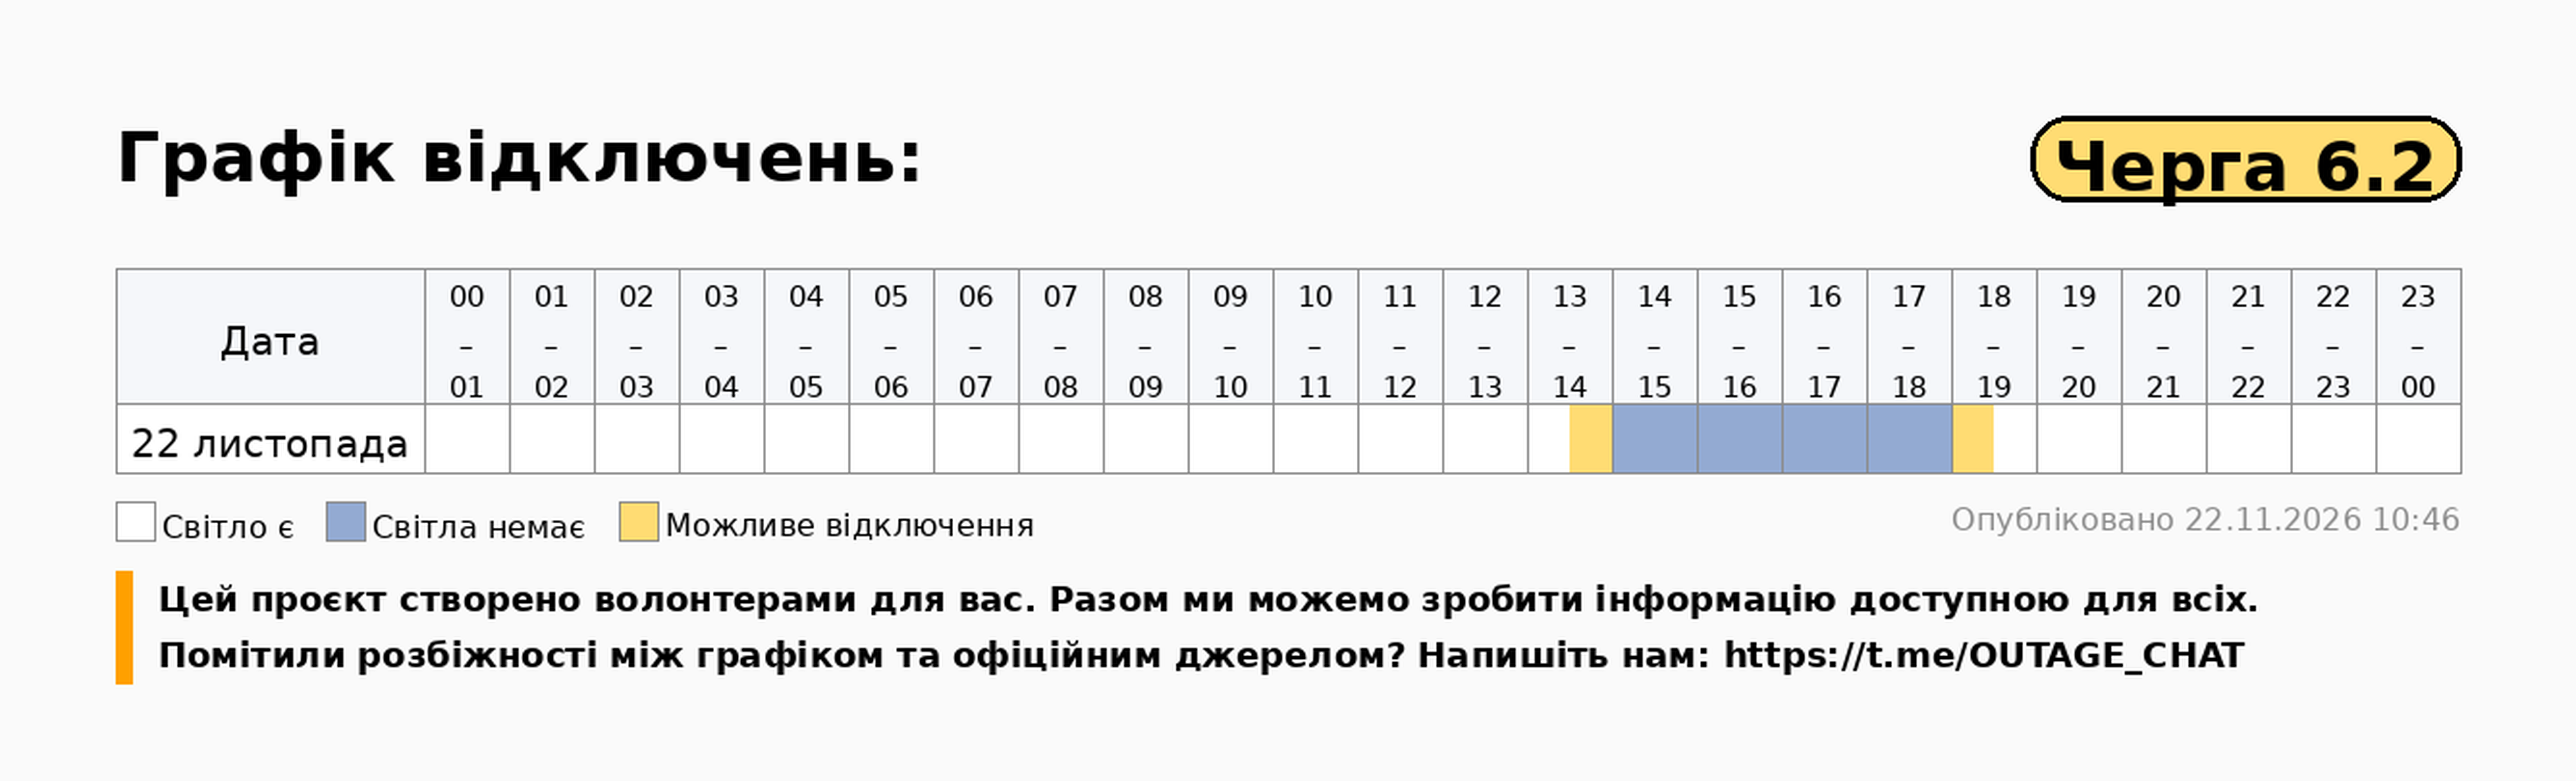 Графік відключень:
Черга 6.2
Дата
00 – 01
01 – 02
02 – 03
03 – 04
04 – 05
05 – 06
06 – 07
07 – 08
08 – 09
09 – 10
10 – 11
11 – 12
12 – 13
13 – 14
14 – 15
15 – 16
16 – 17
17 – 18
18 – 19
19 – 20
20 – 21
21 – 22
22 – 23
23 – 00
22 листопада
Світло є
Світла немає
Можливе відключення
Опубліковано 22.11.2026 10:46
Цей проєкт створено волонтерами для вас. Разом ми можемо зробити інформацію доступною для всіх.
Помітили розбіжності між графіком та офіційним джерелом? Напишіть нам: https://t.me/OUTAGE_CHAT